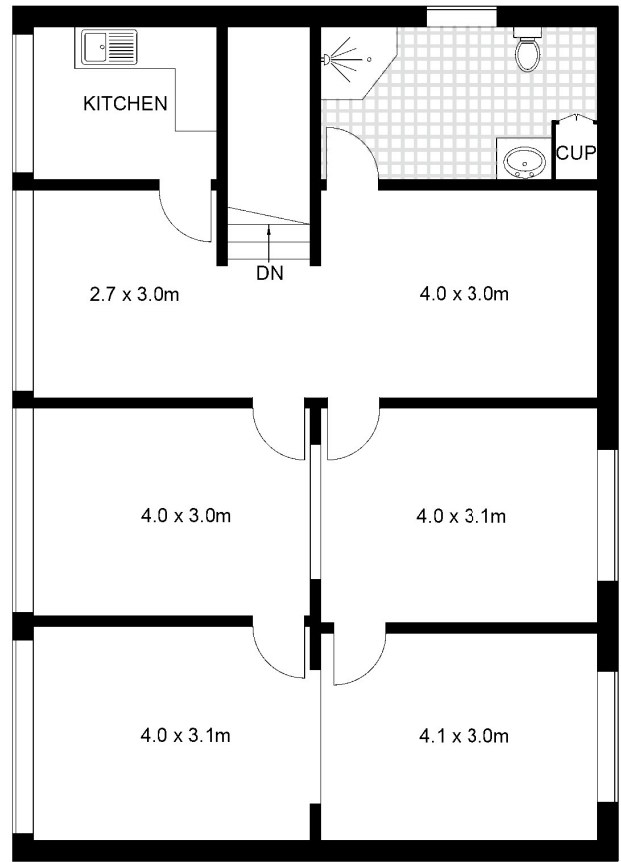 KITCHEN
CUP
DN
2.7 x 3.0m
4.0 x 3.0m
4.0 x 3.0m
4.0 x 3.1m
4.0 x 3.1m
4.1 x 3.0m